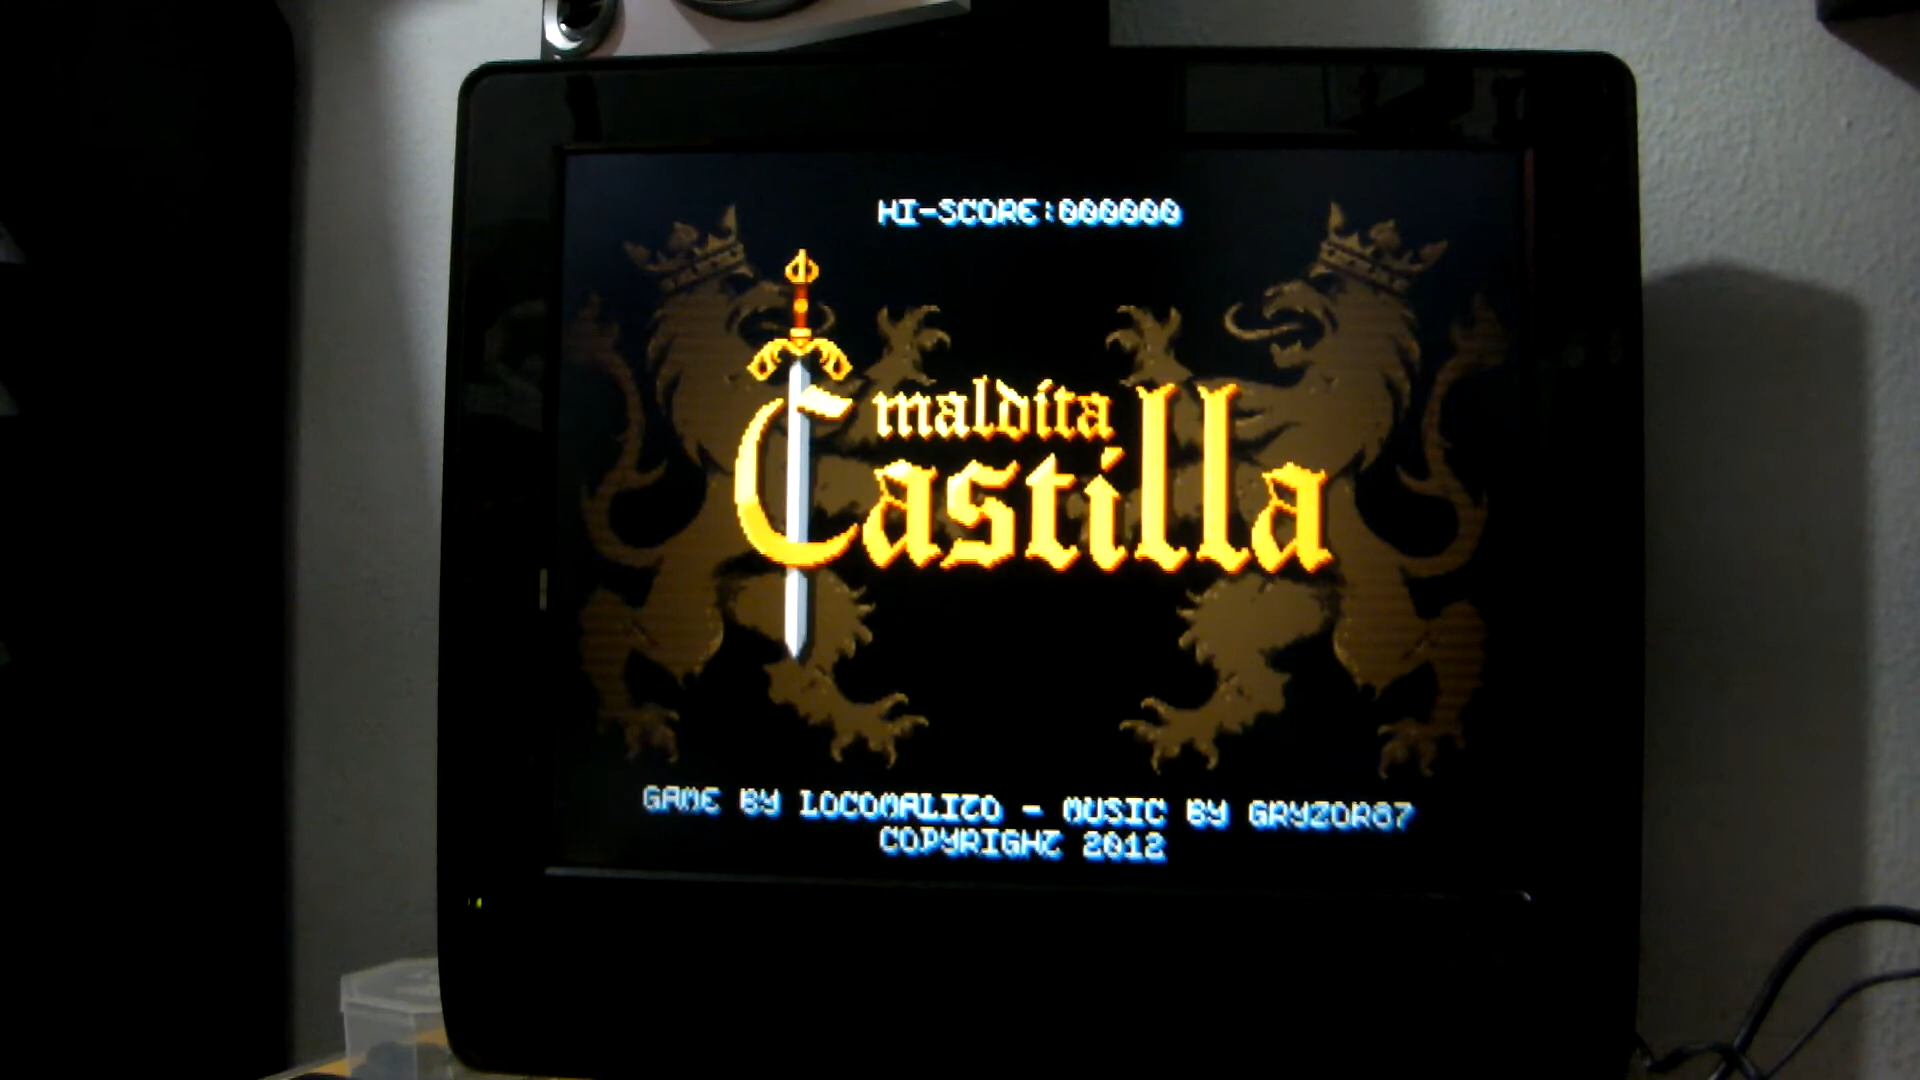 HI-SCORE:000000
maldita
Castilla
GAME BY LOCOMALITO - MUSIC BY GRYZOR87
COPYRIGHT 2012